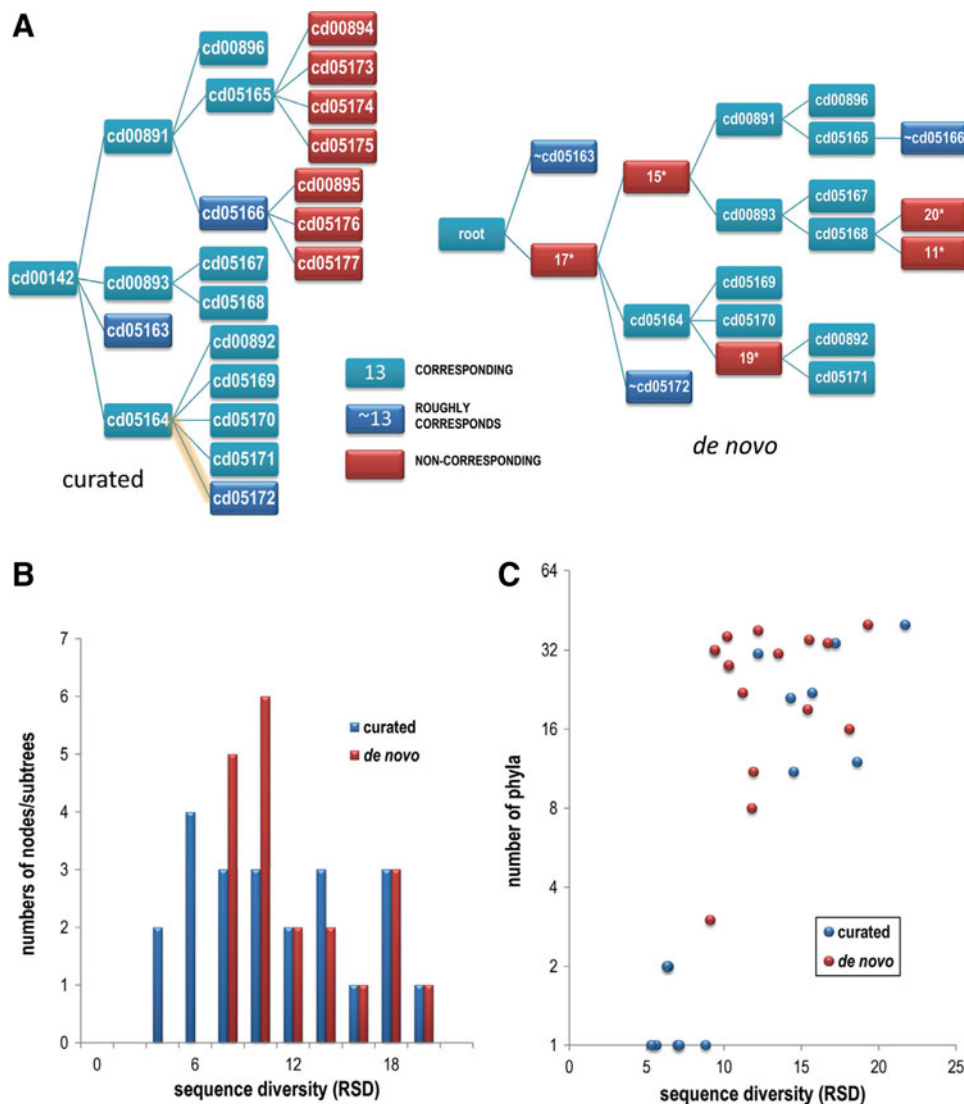 A
cd00142
cd00891
cd00893
cd05163
cd05164
cd00896
cd05165
cd05166
cd05167
cd05168
cd00892
cd05169
cd05170
cd05171
cd05172
cd00894
cd05173
cd05174
cd05175
cd00895
cd05176
cd05177
curated
13 CORRESPONDING
~13 ROUGHLY CORRESPONDS
NON-CORRESPONDING
root
~cd05163
17*
15*
cd05164
~cd05172
cd00891
cd00893
cd05169
cd05170
19*
cd00896
cd05165
cd05167
cd05168
cd00892
cd05171
~cd05166
20*
11*
de novo
B
numbers of nodes/subtrees
7
6
5
4
3
2
1
0
curated
de novo
0 6 12 18
sequence diversity (RSD)
C
number of phyla
64
32
16
8
4
2
1
curated
de novo
0 5 10 15 20 25
sequence diversity (RSD)